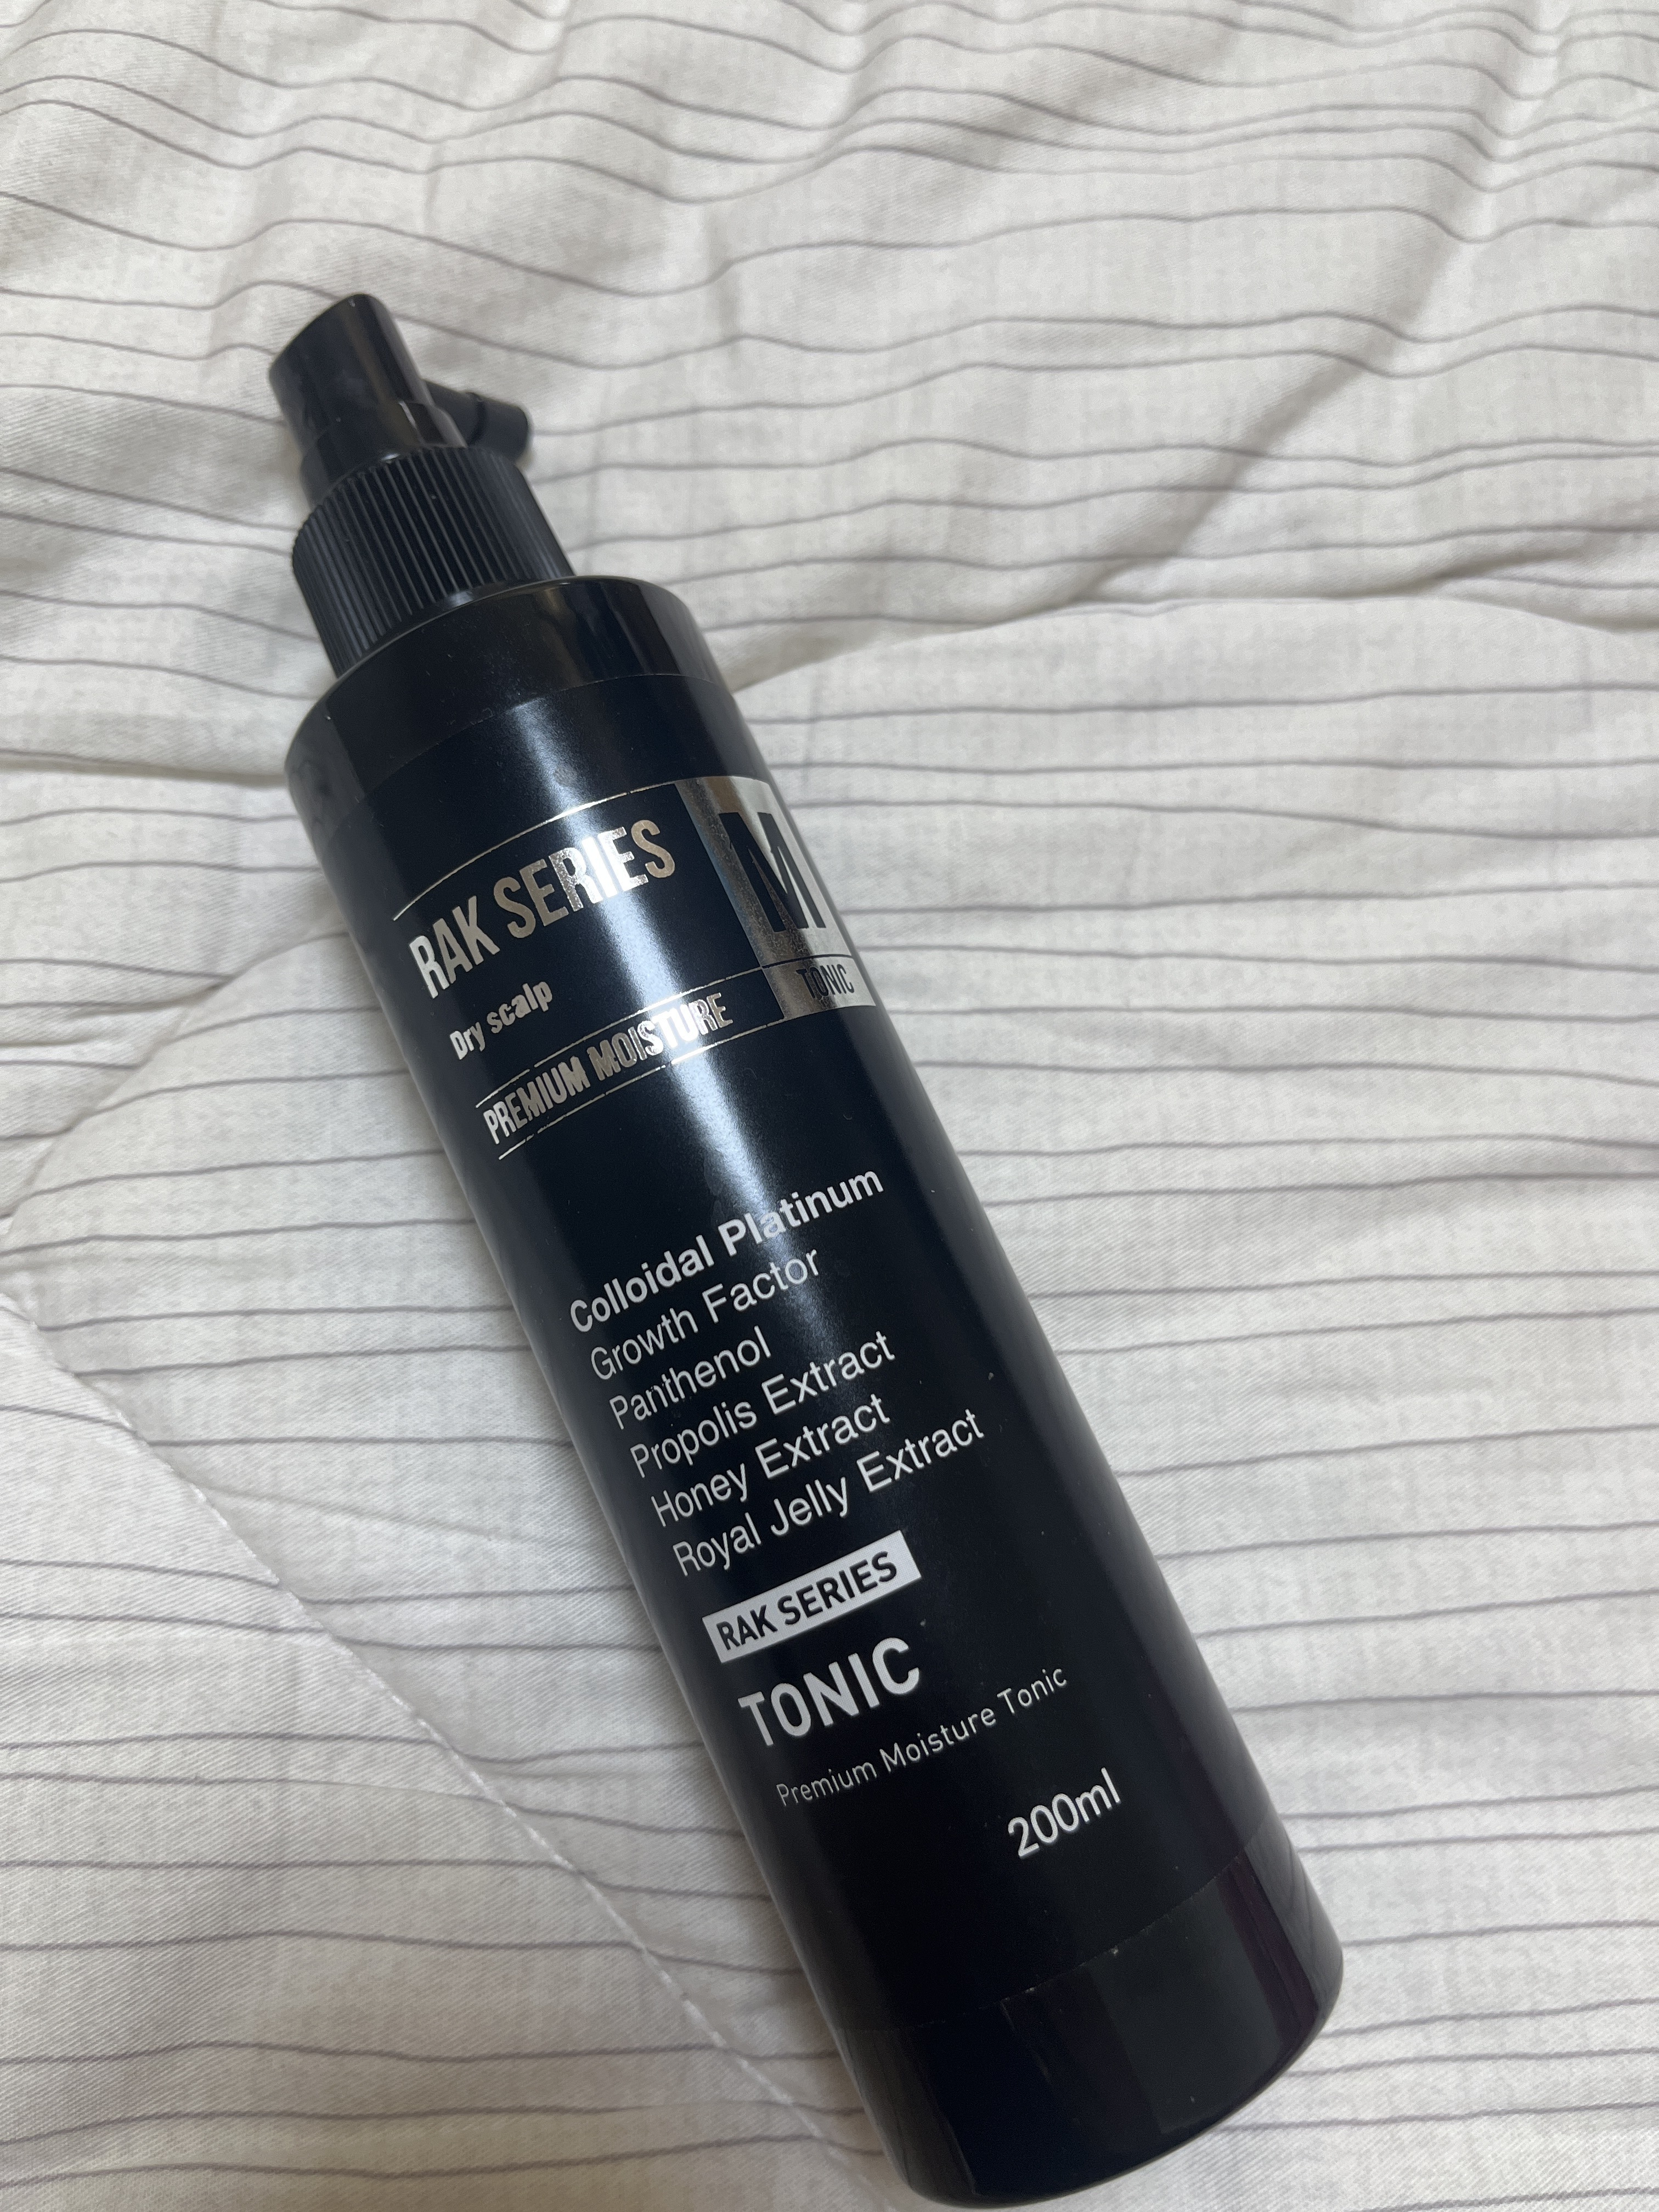 RAK SERIES
M
Dry scalp
TONIC
PREMIUM MOISTURE
Colloidal Platinum
Growth Factor
Panthenol
Propolis Extract
Honey Extract
Royal Jelly Extract
RAK SERIES
TONIC
Premium Moisture Tonic
200ml